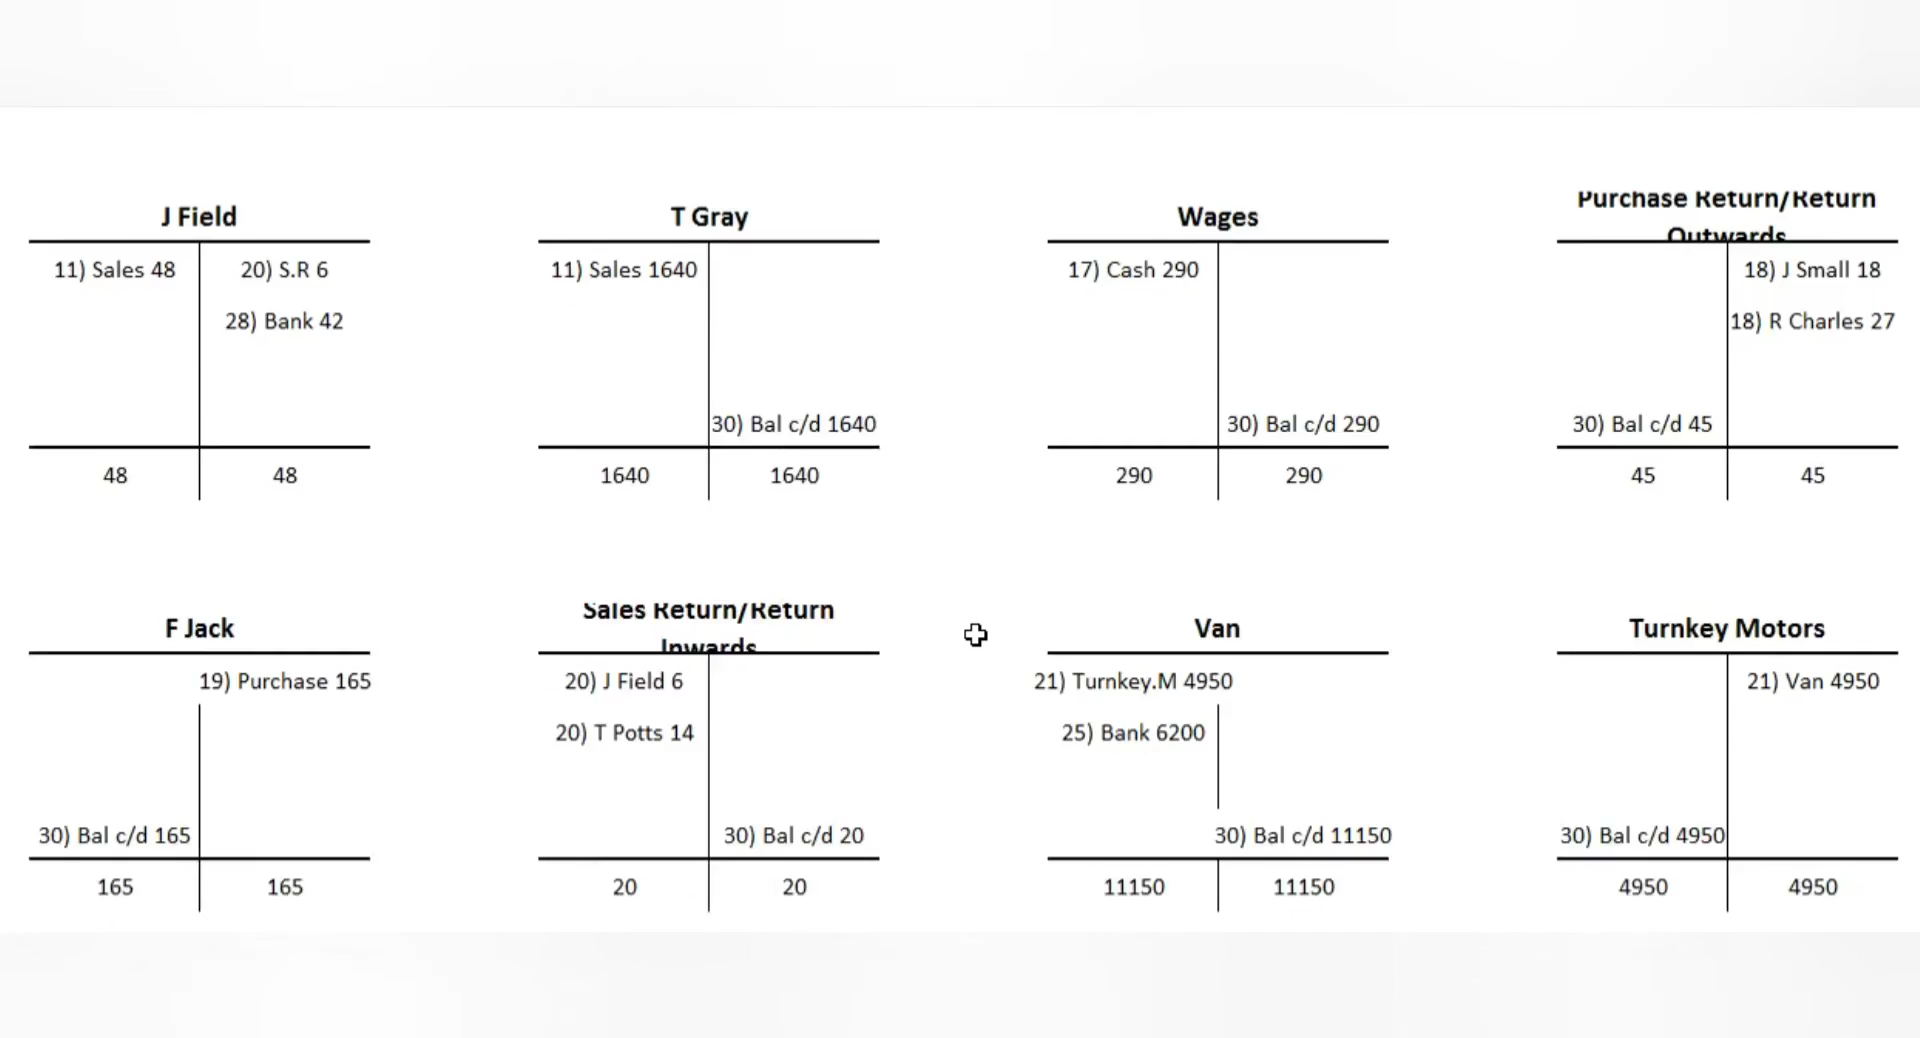 J Field
11) Sales 48
20) S.R 6
28) Bank 42
48
48
T Gray
11) Sales 1640
30) Bal c/d 1640
1640
1640
Wages
17) Cash 290
30) Bal c/d 290
290
290
Purchase Return/Return
Outwards
18) J Small 18
18) R Charles 27
30) Bal c/d 45
45
45
F Jack
19) Purchase 165
30) Bal c/d 165
165
165
Sales Return/Return
Inwards
20) J Field 6
20) T Potts 14
30) Bal c/d 20
20
20
Van
21) Turnkey.M 4950
25) Bank 6200
30) Bal c/d 11150
11150
11150
Turnkey Motors
21) Van 4950
30) Bal c/d 4950
4950
4950